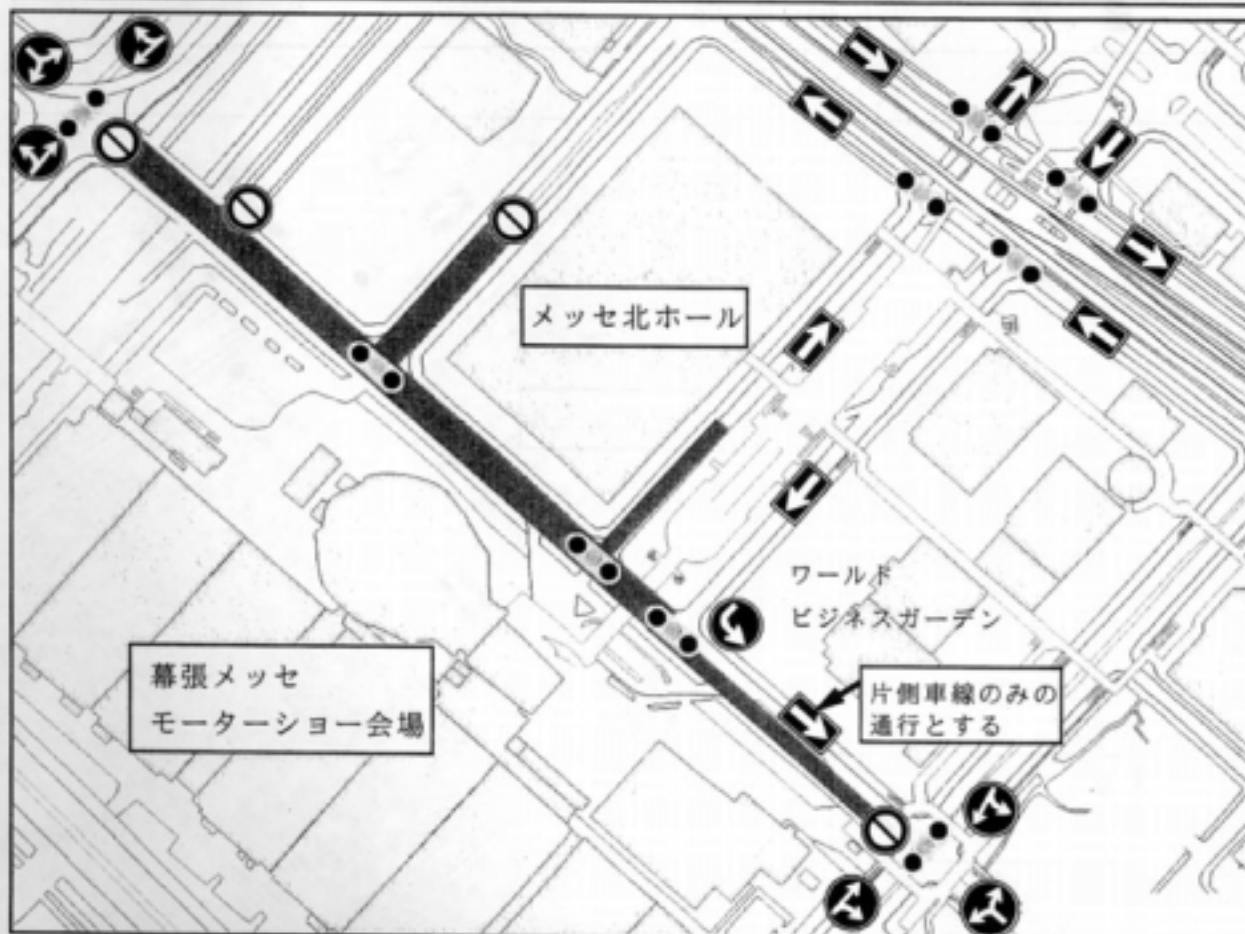 メッセ北ホール
ワールド
ビジネスガーデン
幕張メッセ
モーターショー会場
片側車線のみの
通行とする